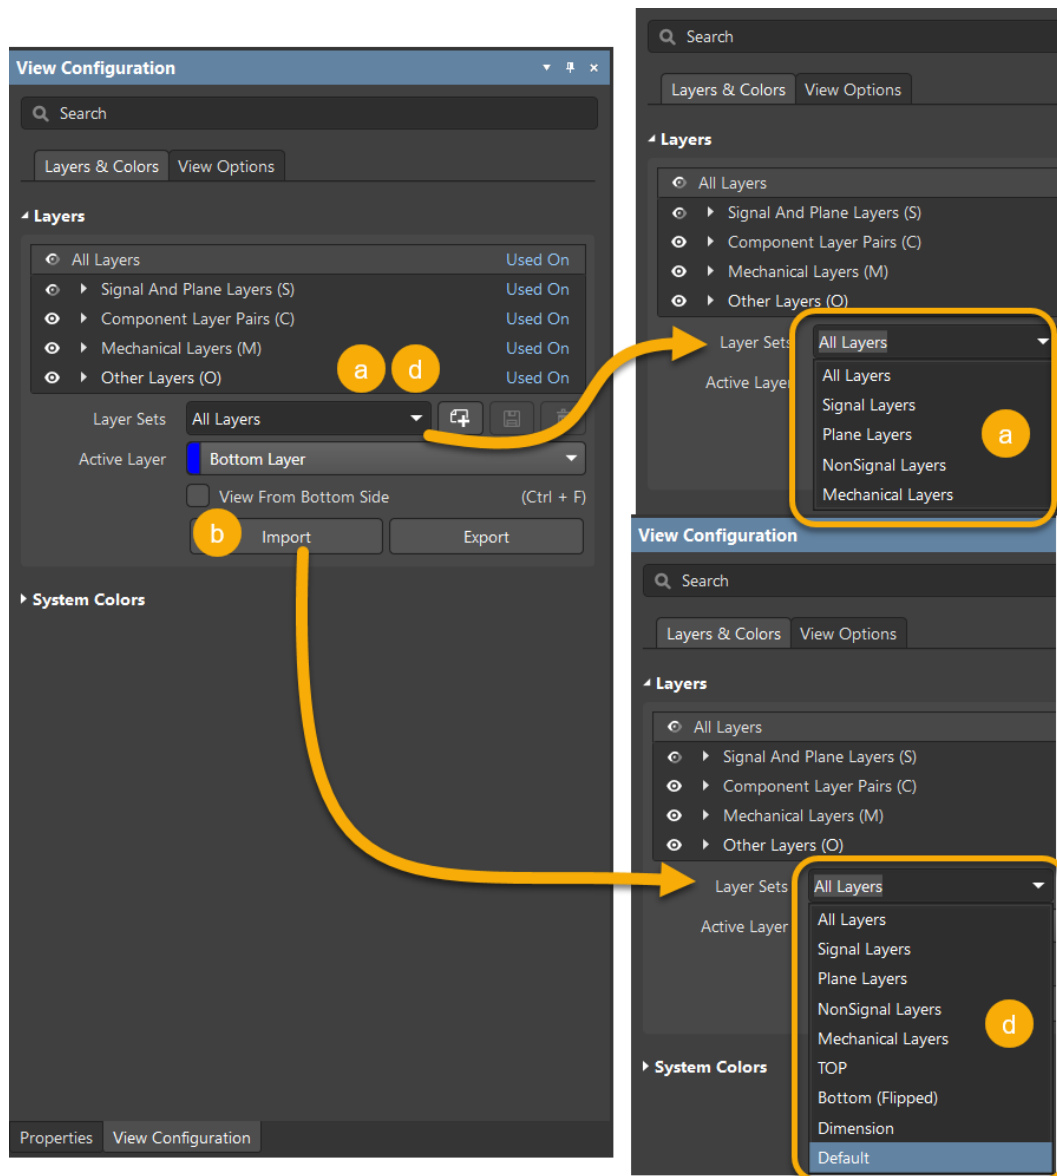 View Configuration
Search
Layers & Colors View Options
Layers
All Layers Used On
Signal And Plane Layers (S) Used On
Component Layer Pairs (C) Used On
Mechanical Layers (M) Used On
Other Layers (O) Used On
a d
Layer Sets All Layers
Active Layer Bottom Layer
View From Bottom Side (Ctrl + F)
b Import Export
System Colors
Properties View Configuration
Search
Layers & Colors View Options
Layers
All Layers
Signal And Plane Layers (S)
Component Layer Pairs (C)
Mechanical Layers (M)
Other Layers (O)
Layer Sets All Layers
Active Layer All Layers
Signal Layers
Plane Layers a
NonSignal Layers
Mechanical Layers
View Configuration
Search
Layers & Colors View Options
Layers
All Layers
Signal And Plane Layers (S)
Component Layer Pairs (C)
Mechanical Layers (M)
Other Layers (O)
Layer Sets All Layers
Active Layer All Layers
Signal Layers
Plane Layers
NonSignal Layers
d
Mechanical Layers
System Colors TOP
Bottom (Flipped)
Dimension
Default